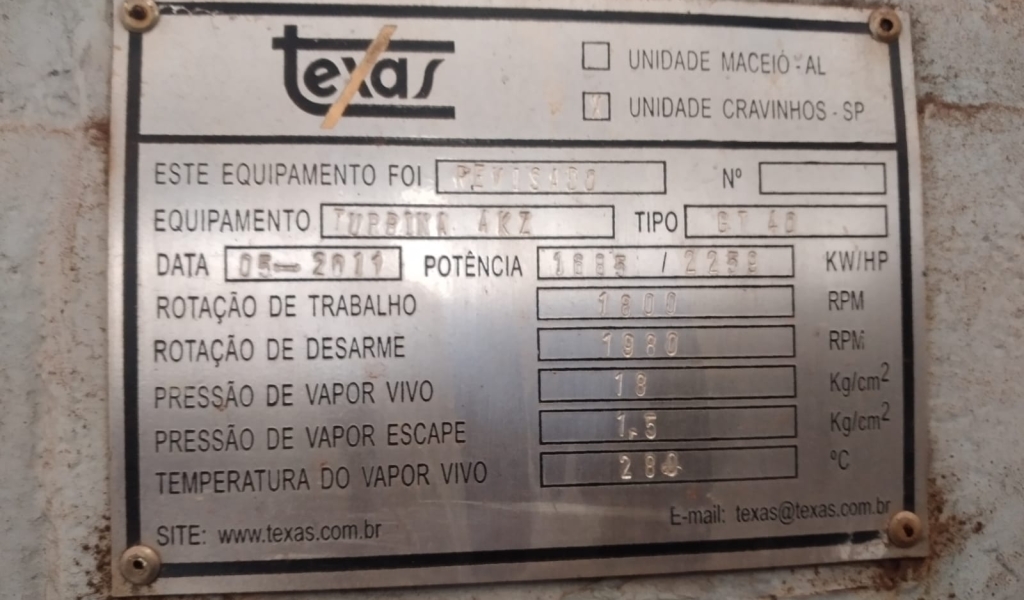 texas
UNIDADE MACEIÓ - AL
UNIDADE CRAVINHOS - SP
ESTE EQUIPAMENTO FOI REVISADO Nº
EQUIPAMENTO TURBINA AKZ TIPO GT 40
DATA 05-2011 POTÊNCIA 1685 / 2259 KW/HP
ROTAÇÃO DE TRABALHO 1800 RPM
ROTAÇÃO DE DESARME 1980 RPM
PRESSÃO DE VAPOR VIVO 18 Kg/cm²
PRESSÃO DE VAPOR ESCAPE 1,5 Kg/cm²
TEMPERATURA DO VAPOR VIVO 280 ºC
SITE: www.texas.com.br E-mail: texas@texas.com.br